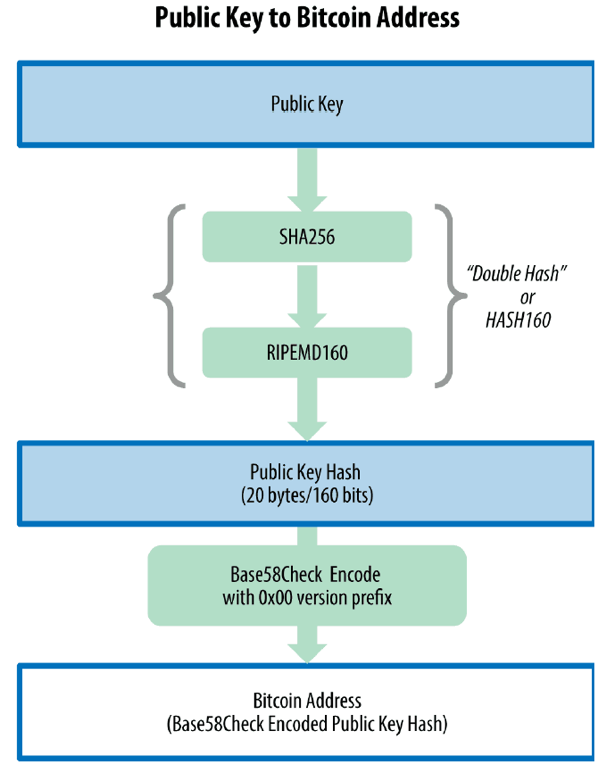 Public Key to Bitcoin Address
Public Key
SHA256
“Double Hash”
or
HASH160
RIPEMD160
Public Key Hash
(20 bytes/160 bits)
Base58Check Encode
with 0x00 version prefix
Bitcoin Address
(Base58Check Encoded Public Key Hash)